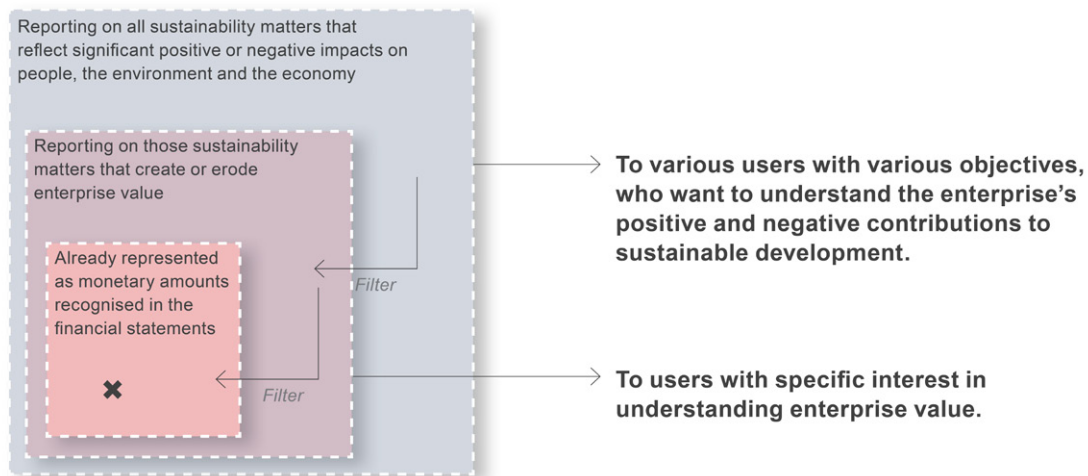 Reporting on all sustainability matters that
reflect significant positive or negative impacts on
people, the environment and the economy
Reporting on those sustainability
matters that create or erode
enterprise value
Already represented
as monetary amounts
recognised in the
financial statements
Filter
Filter
To various users with various objectives,
who want to understand the enterprise’s
positive and negative contributions to
sustainable development.
To users with specific interest in
understanding enterprise value.